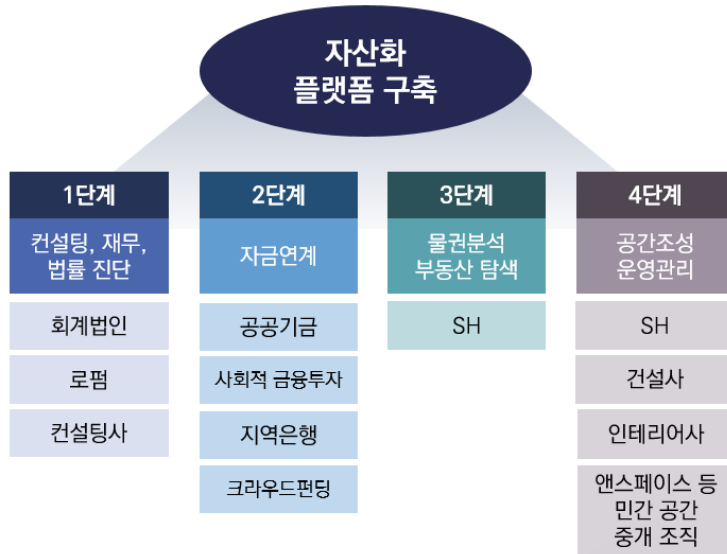 자산화
플랫폼 구축
1단계
컨설팅, 재무,
법률 진단
회계법인
로펌
컨설팅사
2단계
자금연계
공공기금
사회적 금융투자
지역은행
크라우드펀딩
3단계
물권분석
부동산 탐색
SH
4단계
공간조성
운영관리
SH
건설사
인테리어사
앤스페이스 등
민간 공간
중개 조직